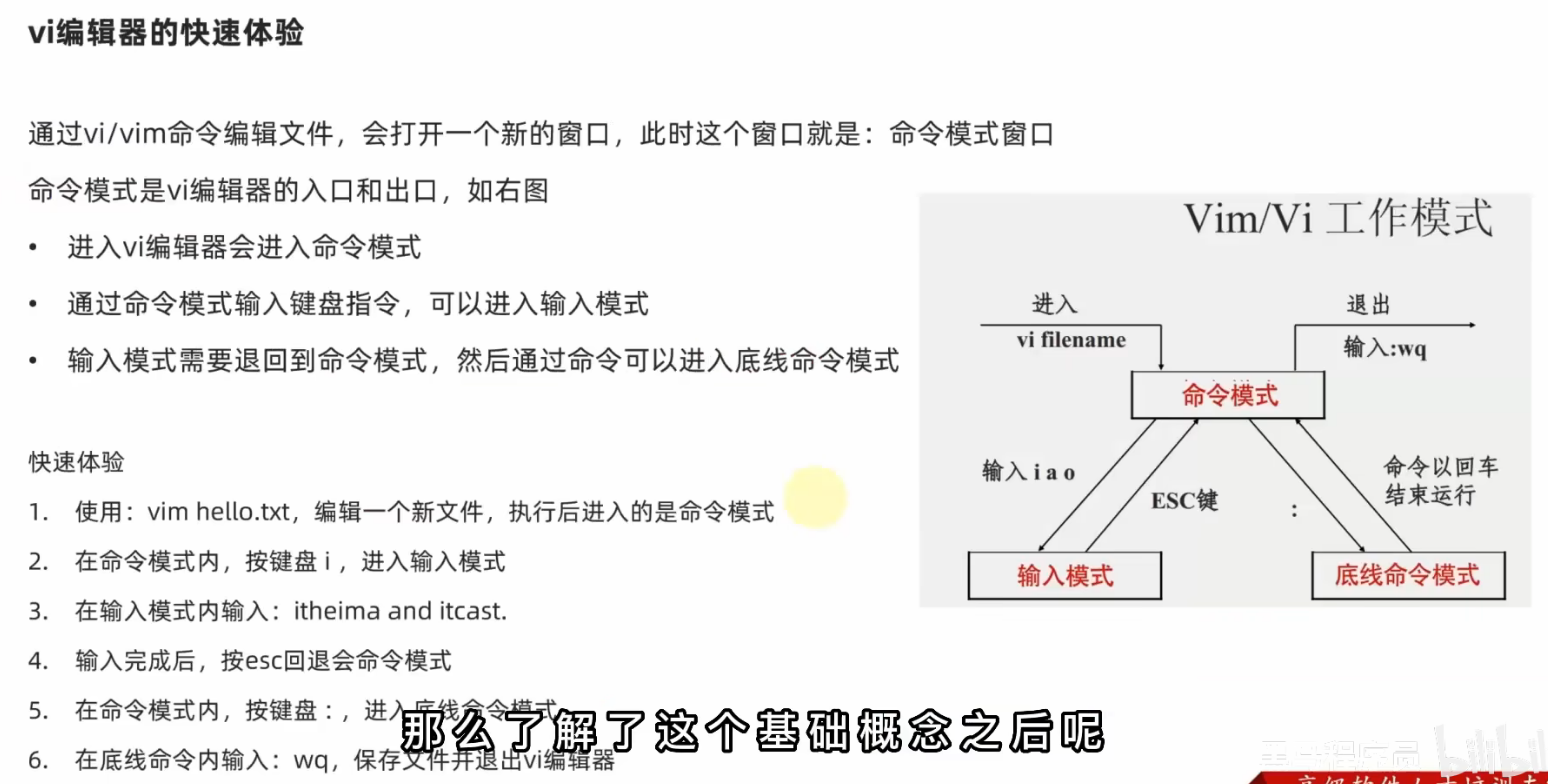 vi编辑器的快速体验
通过vi/vim命令编辑文件，会打开一个新的窗口，此时这个窗口就是：命令模式窗口
命令模式是vi编辑器的入口和出口，如右图
• 进入vi编辑器会进入命令模式
• 通过命令模式输入键盘指令，可以进入输入模式
• 输入模式需要退回到命令模式，然后通过命令可以进入底线命令模式
快速体验
1. 使用：vim hello.txt，编辑一个新文件，执行后进入的是命令模式
2. 在命令模式内，按键盘 i ，进入输入模式
3. 在输入模式内输入：itheima and itcast.
4. 输入完成后，按esc回退会命令模式
5. 在命令模式内，按键盘 : ，进入底线命令模式
6. 在底线命令内输入：wq，保存文件并退出vi编辑器
Vim/Vi 工作模式
进入
vi filename
退出
输入:wq
命令模式
输入 i a o
ESC键
:
命令以回车
结束运行
输入模式
底线命令模式
那么了解了这个基础概念之后呢
bilibili